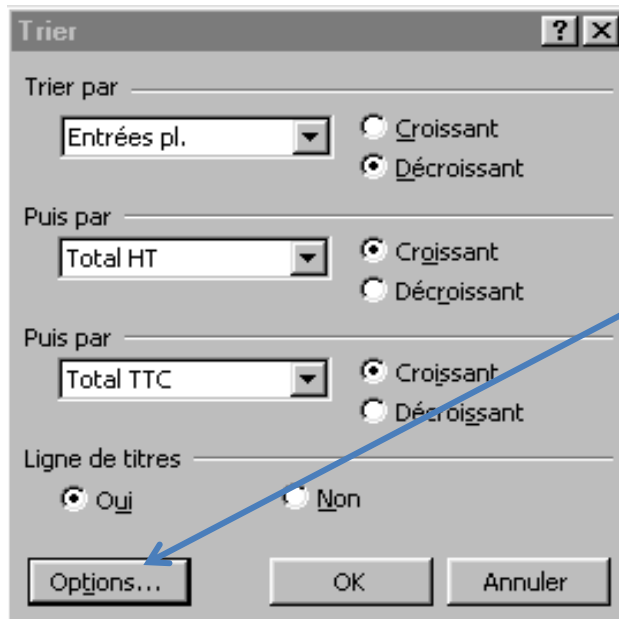 Trier
Trier par
Entrées pl.
Croissant
Décroissant
Puis par
Total HT
Croissant
Décroissant
Puis par
Total TTC
Croissant
Décroissant
Ligne de titres
Oui
Non
Options...
OK
Annuler